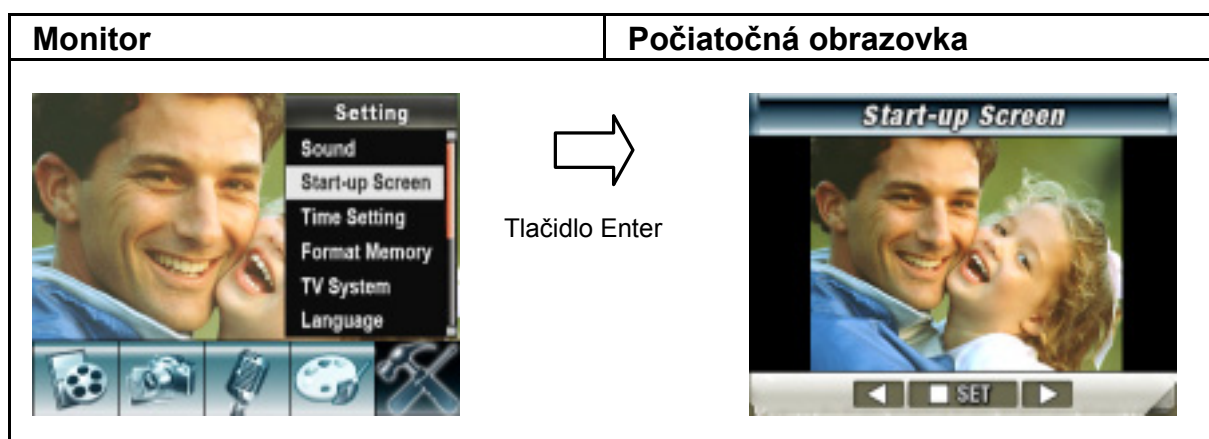 Monitor
Počiatočná obrazovka
Setting
Sound
Start-up Screen
Time Setting
Format Memory
TV System
Language
Tlačidlo Enter
Start-up Screen
SET